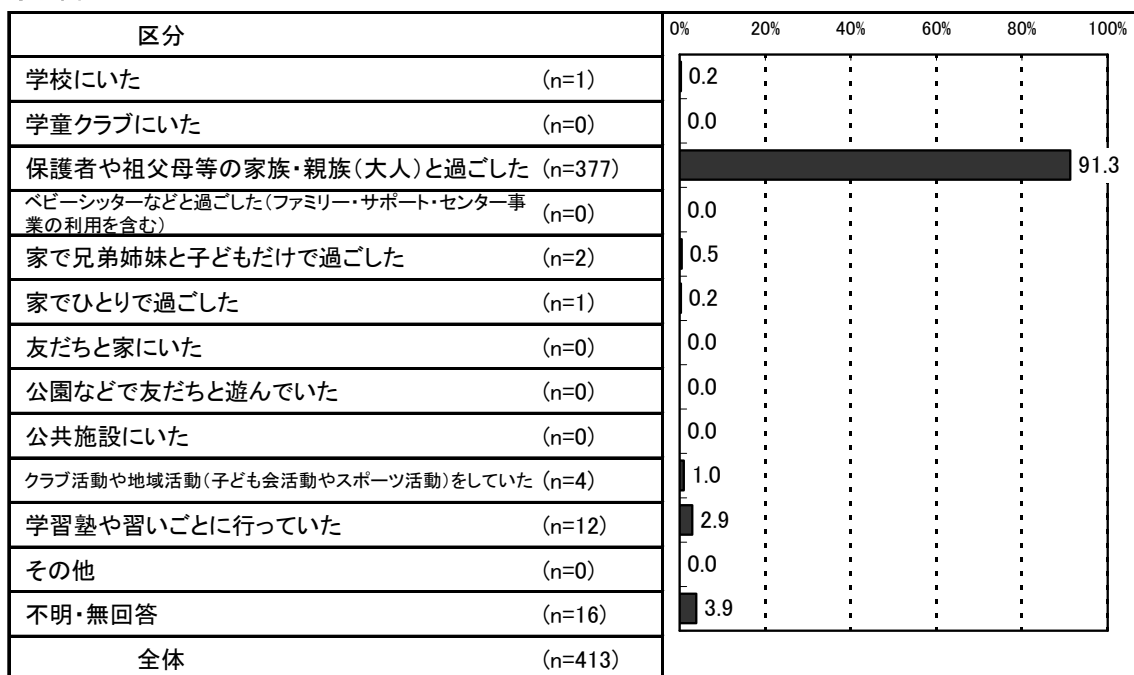 区分 0% 20% 40% 60% 80% 100%
学校にいた (n=1) 0.2
学童クラブにいた (n=0) 0.0
保護者や祖父母等の家族・親族(大人)と過ごした (n=377) 91.3
ベビーシッターなどと過ごした(ファミリー・サポート・センター事
業の利用を含む) (n=0) 0.0
家で兄弟姉妹と子どもだけで過ごした (n=2) 0.5
家でひとりで過ごした (n=1) 0.2
友だちと家にいた (n=0) 0.0
公園などで友だちと遊んでいた (n=0) 0.0
公共施設にいた (n=0) 0.0
クラブ活動や地域活動(子ども会活動やスポーツ活動)をしていた (n=4) 1.0
学習塾や習いごとに行っていた (n=12) 2.9
その他 (n=0) 0.0
不明・無回答 (n=16) 3.9
全体 (n=413)